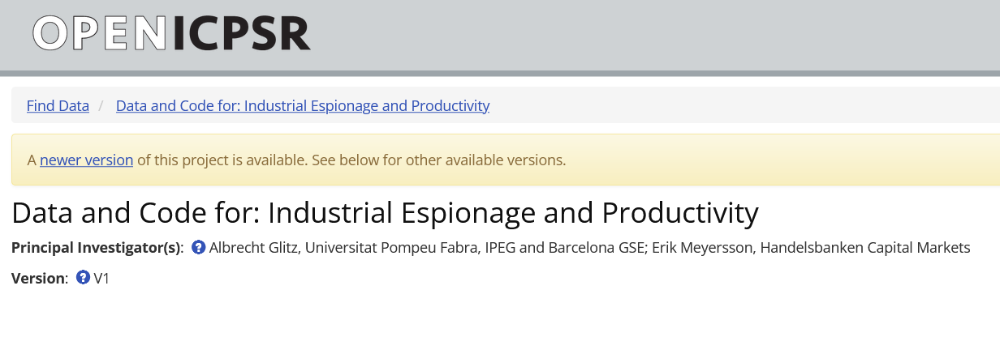 OPENICPSR
Find Data / Data and Code for: Industrial Espionage and Productivity
A newer version of this project is available. See below for other available versions.
Data and Code for: Industrial Espionage and Productivity
Principal Investigator(s): ? Albrecht Glitz, Universitat Pompeu Fabra, IPEG and Barcelona GSE; Erik Meyersson, Handelsbanken Capital Markets
Version: ? V1